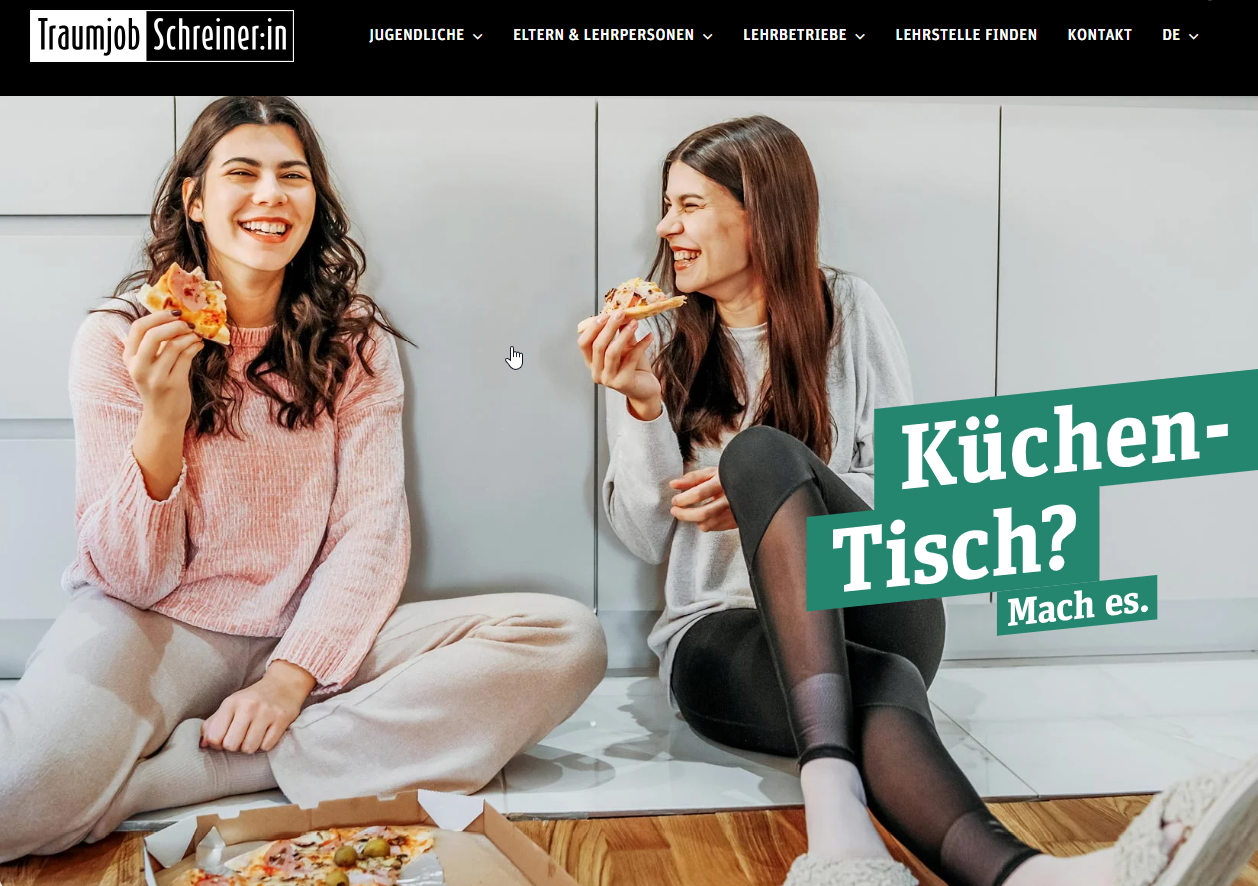 Traumjob Schreiner:in
JUGENDLICHE
ELTERN & LEHRPERSONEN
LEHRBETRIEBE
LEHRSTELLE FINDEN
KONTAKT
DE
Küchen-
Tisch?
Mach es.